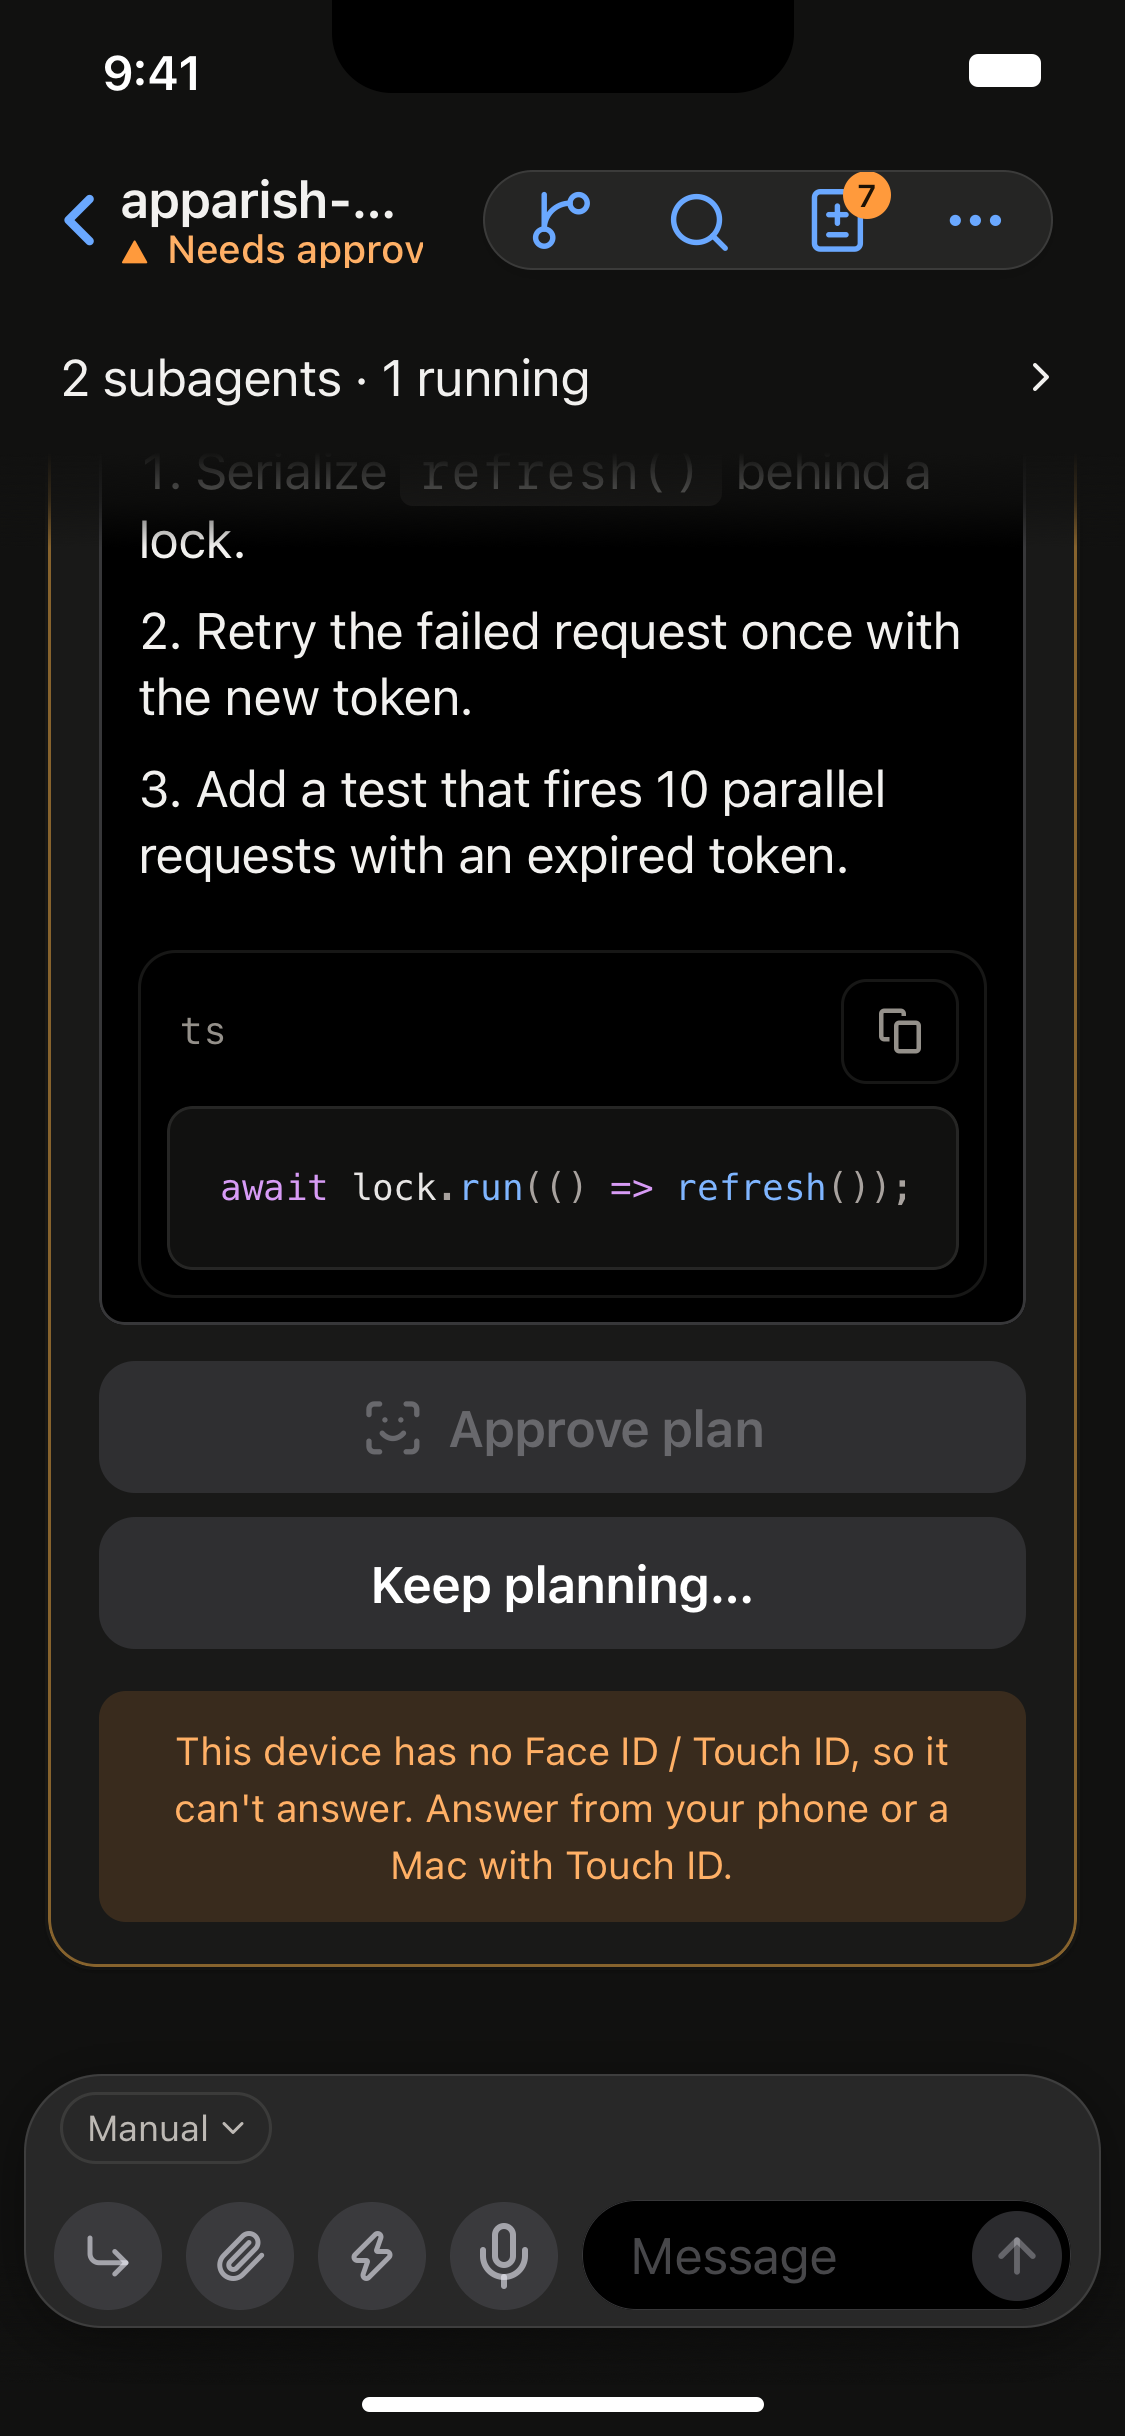 9:41
apparish-...
Needs approv
7
2 subagents · 1 running
1. Serialize refresh() behind a
lock.
2. Retry the failed request once with
the new token.
3. Add a test that fires 10 parallel
requests with an expired token.
ts
await lock.run(() => refresh());
Approve plan
Keep planning...
This device has no Face ID / Touch ID, so it
can't answer. Answer from your phone or a
Mac with Touch ID.
Manual
Message